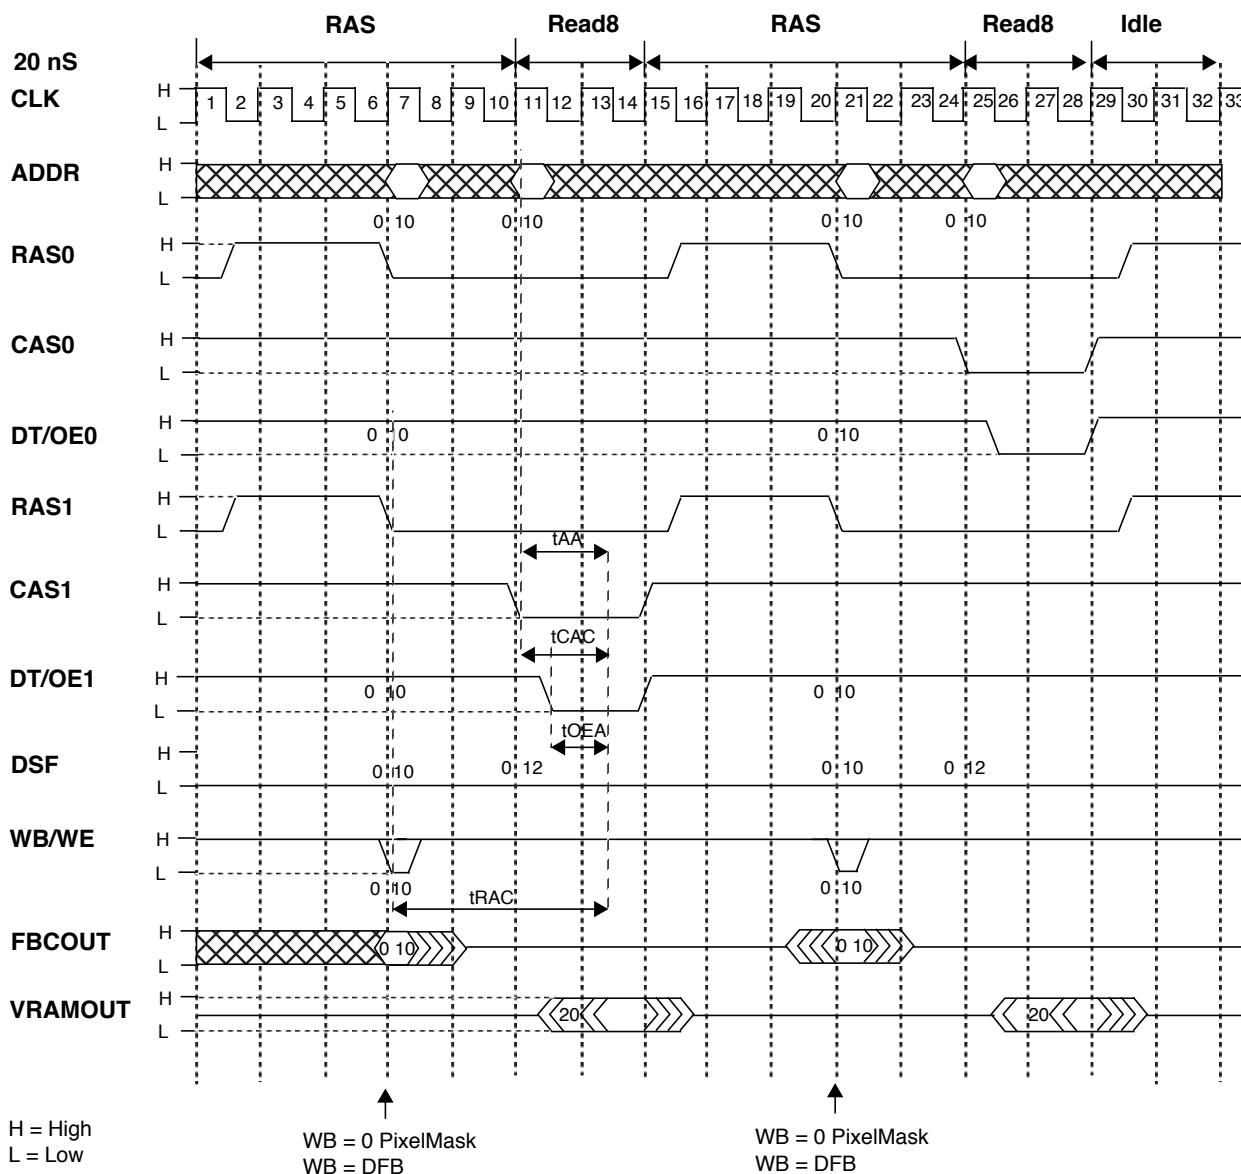 RAS Read8 RAS Read8 Idle
20 nS
CLK H L 1 2 3 4 5 6 7 8 9 10 11 12 13 14 15 16 17 18 19 20 21 22 23 24 25 26 27 28 29 30 31 32 33
ADDR H L
0 10 0 10 0 10 0 10
RAS0 H L
CAS0 H L
DT/OE0 H L 0 10 0 10
RAS1 H L
tAA
CAS1 H L
tCAC
DT/OE1 H L 0 10 0 10
tOEA
DSF H L 0 10 0 12 0 10 0 12
WB/WE H L
0 10 0 10
tRAC
FBCOUT H L 0 10 0 10
VRAMOUT H L 20 20
H = High
L = Low
WB = 0 PixelMask
WB = DFB
WB = 0 PixelMask
WB = DFB